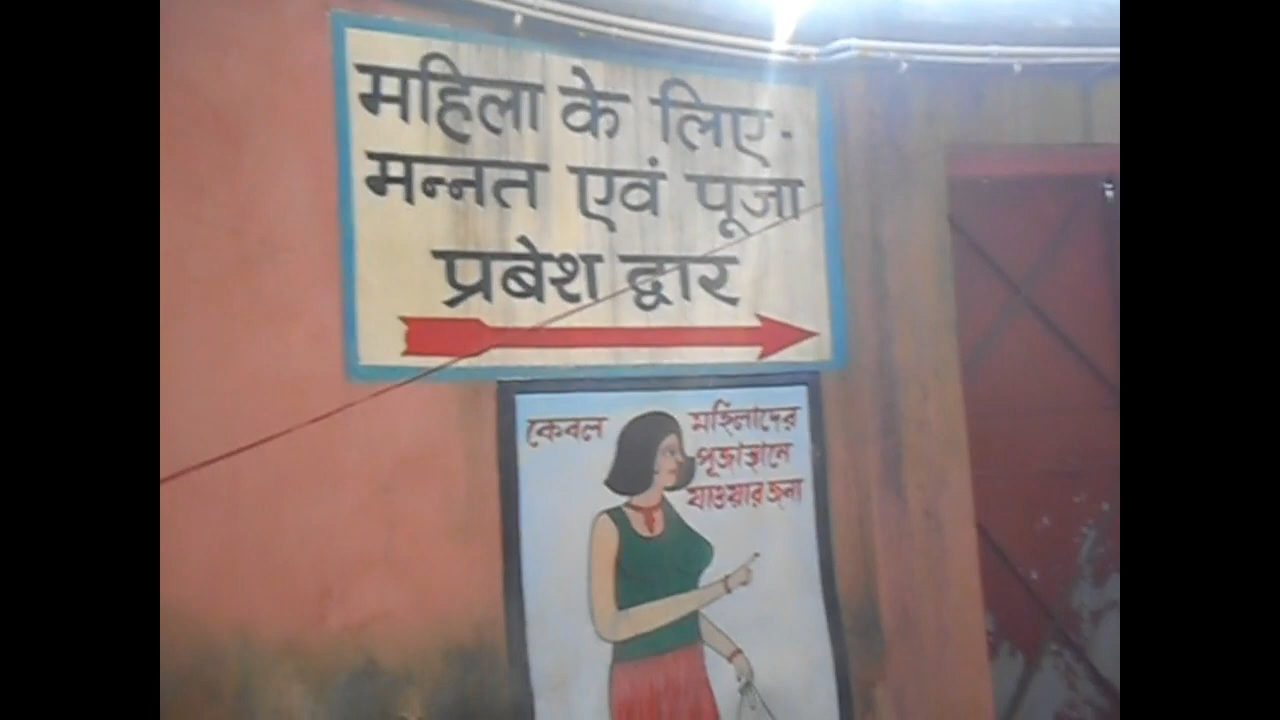 महिला के लिए-
मन्नत एवं पूजा
प्रबेश द्वार
কেবল
মহিলাদের
পূজাস্থানে
যাওয়ার জন্য